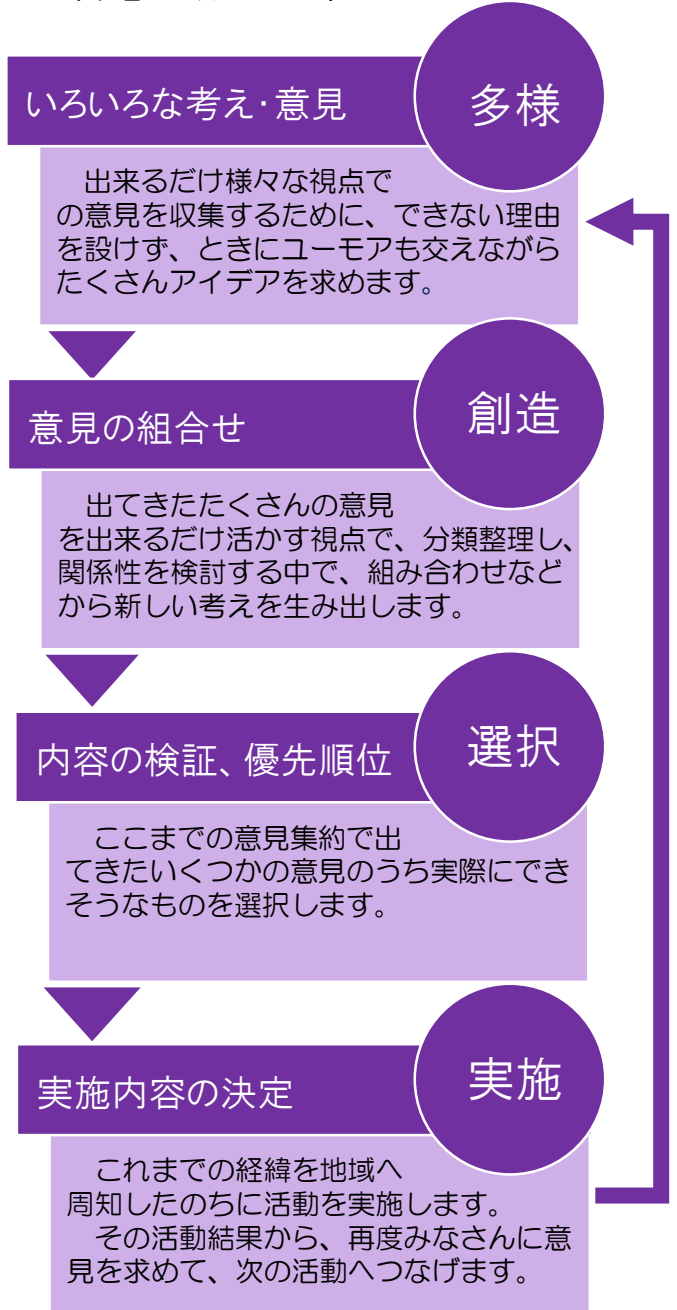 いろいろな考え・意見
多様
出来るだけ様々な視点で
の意見を収集するために、できない理由
を設けず、ときにユーモアも交えながら
たくさんアイデアを求めます。
意見の組合せ
創造
出てきたたくさんの意見
を出来るだけ活かす視点で、分類整理し、
関係性を検討する中で、組み合わせなど
から新しい考えを生み出します。
内容の検証、優先順位
選択
ここまでの意見集約で出
てきたいくつかの意見のうち実際にでき
そうなものを選択します。
実施内容の決定
実施
これまでの経緯を地域へ
周知したのちに活動を実施します。
その活動結果から、再度みなさんに意
見を求めて、次の活動へつなげます。